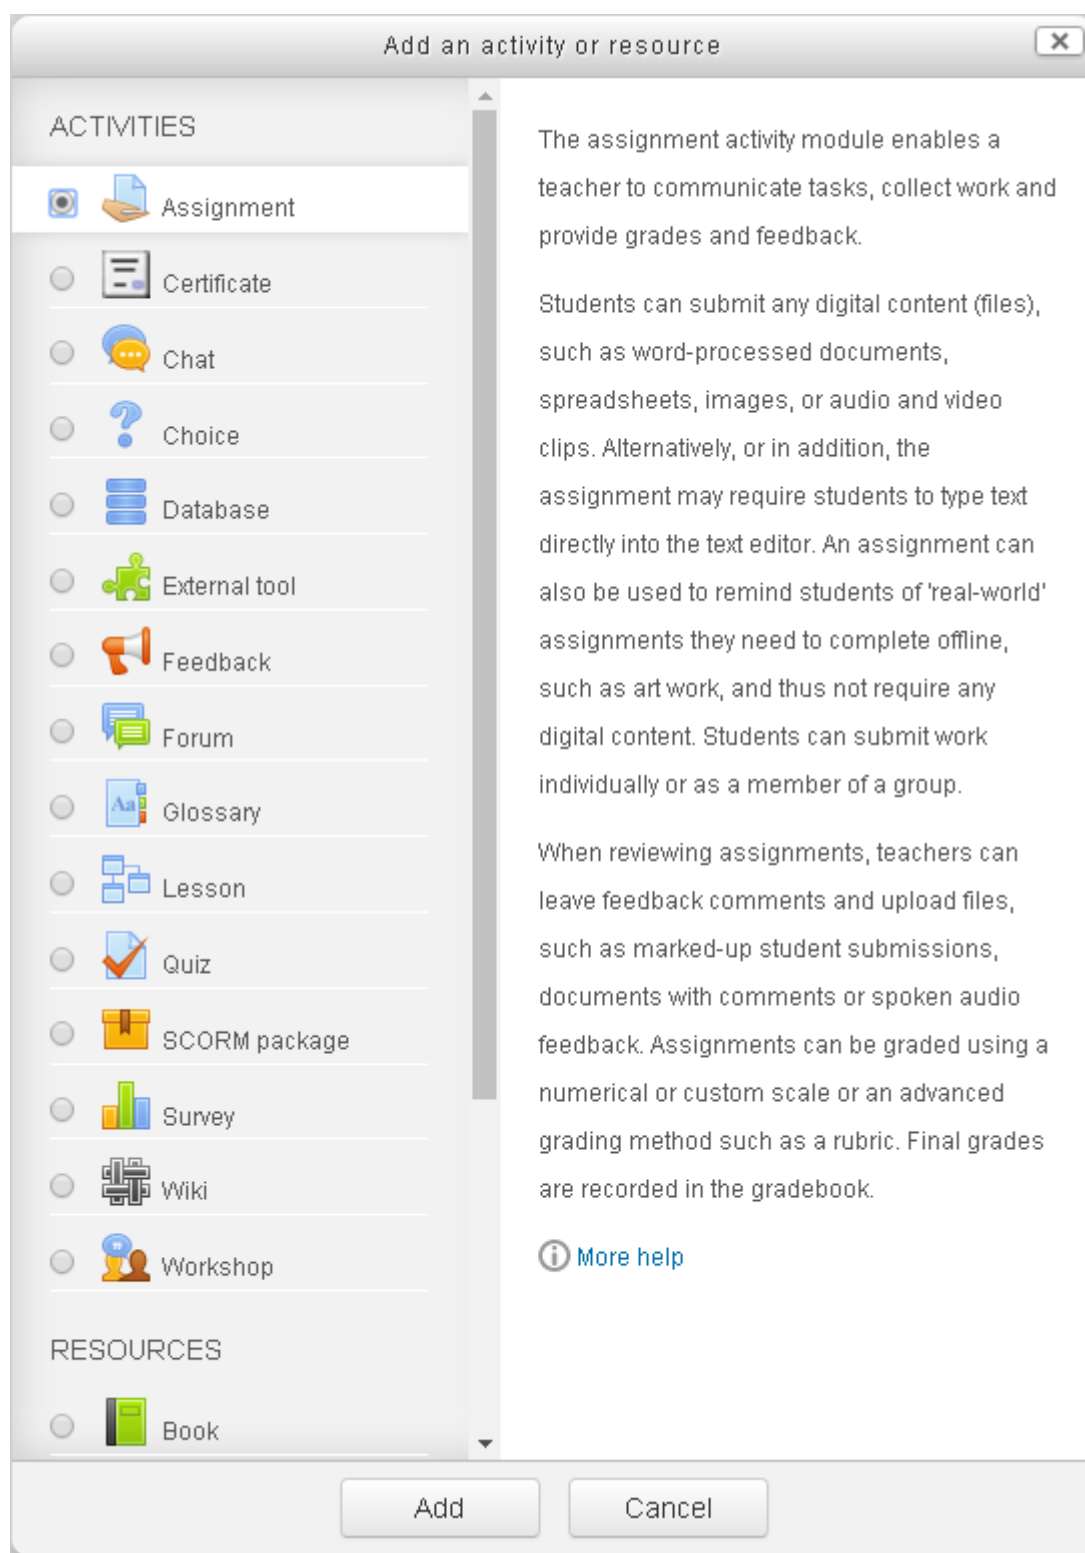 Add an activity or resource
ACTIVITIES
Assignment
Certificate
Chat
Choice
Database
External tool
Feedback
Forum
Aa
Glossary
Lesson
Quiz
SCORM package
Survey
Wiki
Workshop
RESOURCES
Book
The assignment activity module enables a
teacher to communicate tasks, collect work and
provide grades and feedback.
Students can submit any digital content (files),
such as word-processed documents,
spreadsheets, images, or audio and video
clips. Alternatively, or in addition, the
assignment may require students to type text
directly into the text editor. An assignment can
also be used to remind students of 'real-world'
assignments they need to complete offline,
such as art work, and thus not require any
digital content. Students can submit work
individually or as a member of a group.
When reviewing assignments, teachers can
leave feedback comments and upload files,
such as marked-up student submissions,
documents with comments or spoken audio
feedback. Assignments can be graded using a
numerical or custom scale or an advanced
grading method such as a rubric. Final grades
are recorded in the gradebook.
More help
Add
Cancel